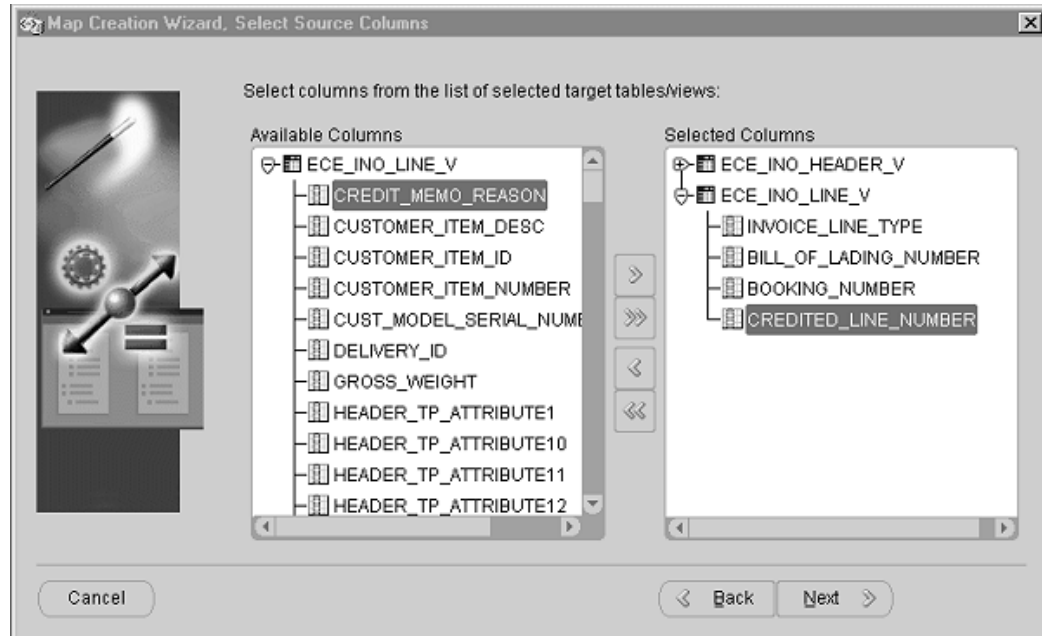 Map Creation Wizard, Select Source Columns
Select columns from the list of selected target tables/views:
Available Columns
ECE_INO_LINE_V
CREDIT_MEMO_REASON
CUSTOMER_ITEM_DESC
CUSTOMER_ITEM_ID
CUSTOMER_ITEM_NUMBER
CUST_MODEL_SERIAL_NUME
DELIVERY_ID
GROSS_WEIGHT
HEADER_TP_ATTRIBUTE1
HEADER_TP_ATTRIBUTE10
HEADER_TP_ATTRIBUTE11
HEADER_TP_ATTRIBUTE12
Selected Columns
ECE_INO_HEADER_V
ECE_INO_LINE_V
INVOICE_LINE_TYPE
BILL_OF_LADING_NUMBER
BOOKING_NUMBER
CREDITED_LINE_NUMBER
Cancel
Back
Next